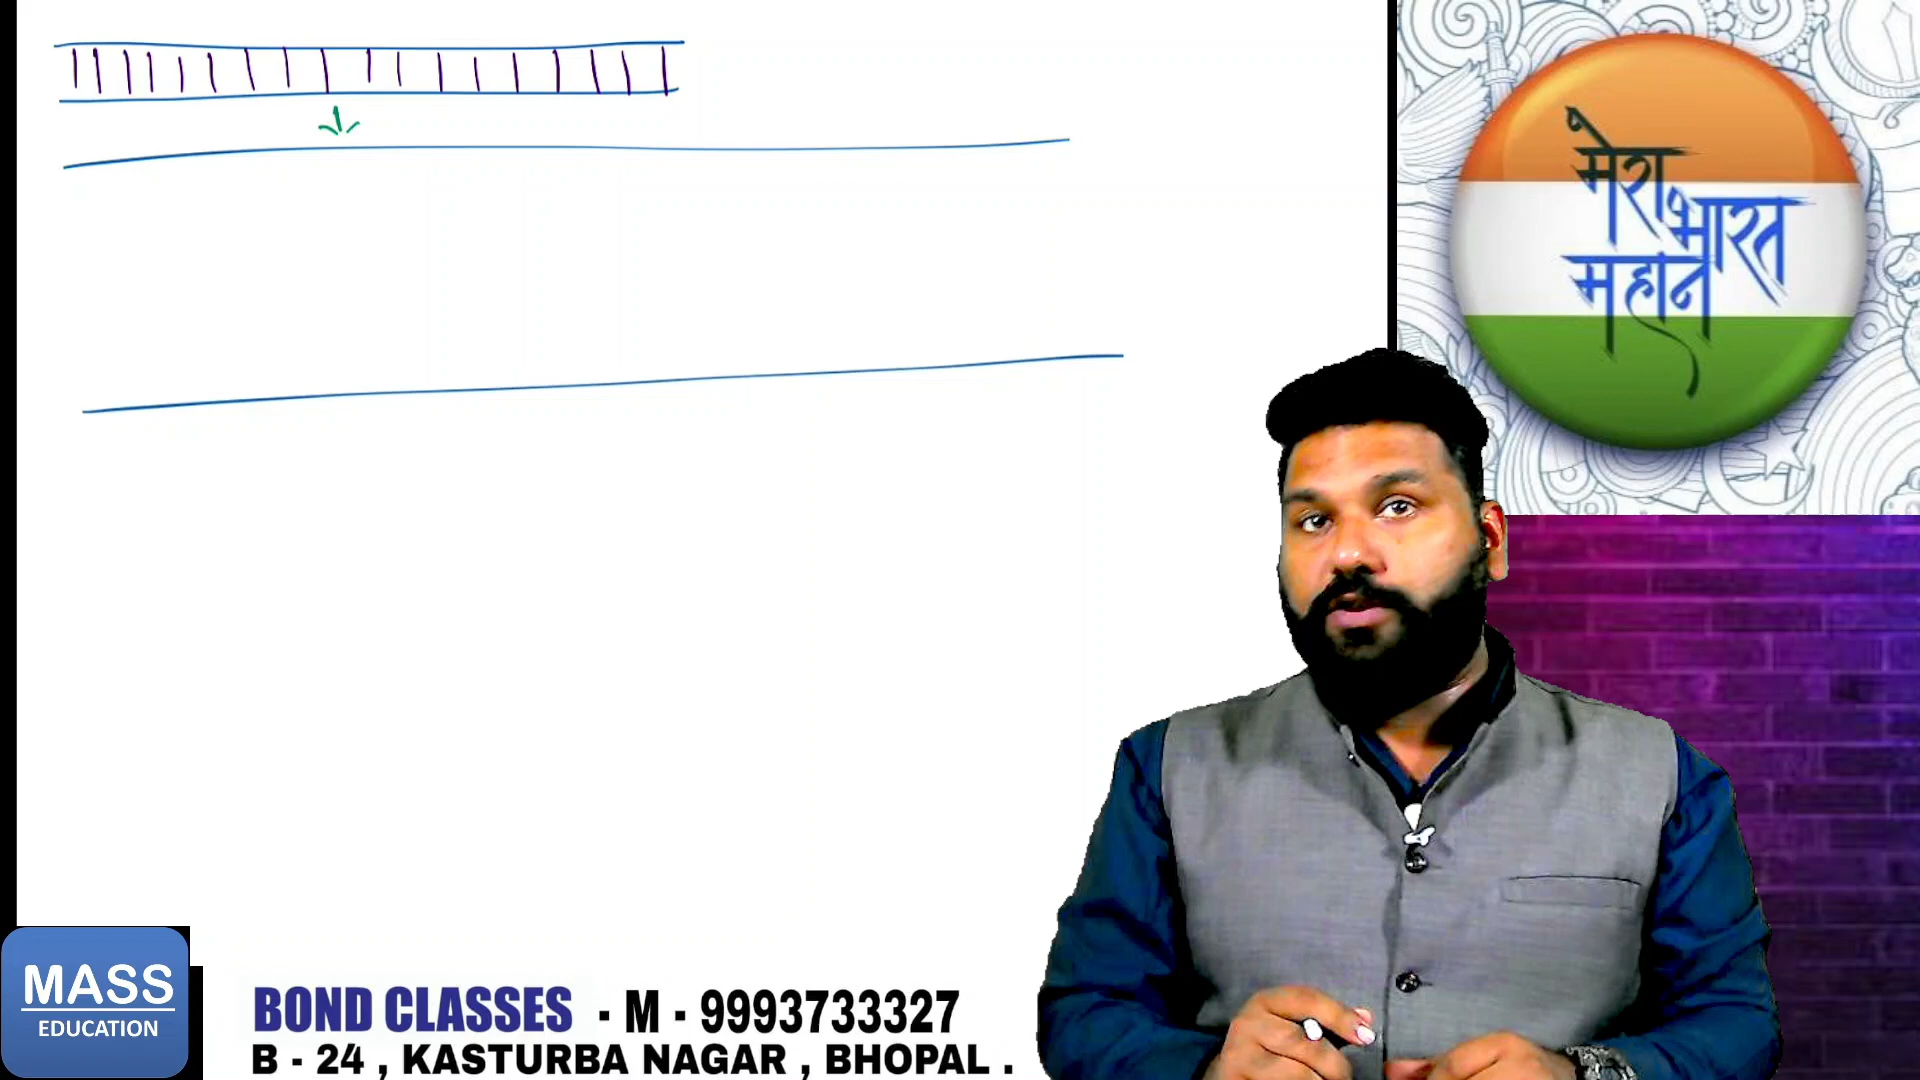 मेरा
भारत
महान
MASS
EDUCATION
BOND CLASSES - M - 9993733327
B - 24 , KASTURBA NAGAR , BHOPAL .